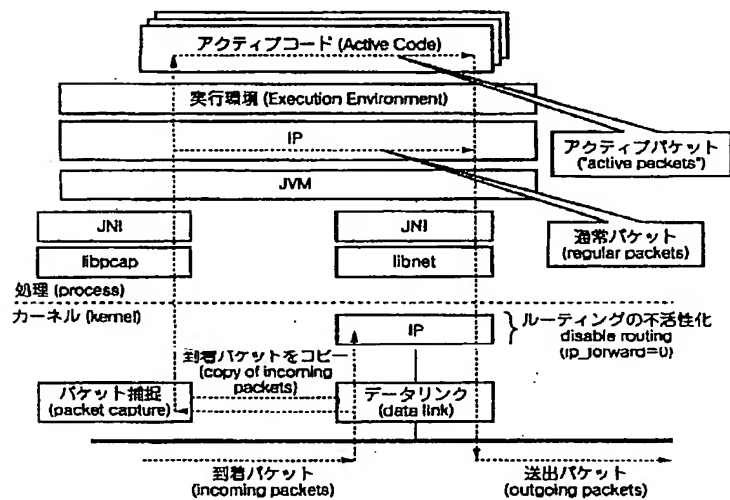 アクティブコード (Active Code)
実行環境 (Execution Environment)
IP
アクティブパケット
("active packets")
JVM
JNI
JNI
通常パケット
(regular packets)
libpcap
libnet
処理 (process)
カーネル (kernel)
IP
ルーティングの不活性化
disable routing
(ip_forward=0)
到着パケットをコピー
(copy of incoming
packets)
パケット捕捉
(packet capture)
データリンク
(data link)
到着パケット
(incoming packets)
送出パケット
(outgoing packets)